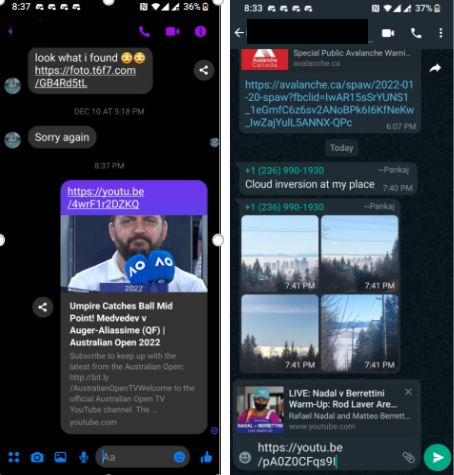 8:37
36%
look what i found 😳😳
https://foto.t6f7.com
/GB4Rd5tL
DEC 10 AT 5:18 PM
Sorry again
8:37 PM
https://youtu.be
/4wrF1r2DZKQ
AO
AO
2022
Umpire Catches Ball Mid
Point! Medvedev v
Auger-Aliassime (QF) |
Australian Open 2022
Subscribe to keep up with the
latest from the Australian Open:
http://bit.ly
/AustralianOpenTVWelcome to the
official Australian Open TV
YouTube channel. The ...
youtube.com
Aa
8:33
37%
Avalanche
Canada
Special Public Avalanche Warni...
avalanche.ca
https://avalanche.ca/spaw/2022-01
-20-spaw?fbclid=IwAR15sSrYUNS1
_1eGmfC6z6sv2ANoBPk6I6KfNeKw
_IwZajYulL5ANNX-QPc
6:07 PM
Today
+1 (236) 990-1930
~Pankaj
Cloud inversion at my place
7:40 PM
+1 (236) 990-1930
~Pankaj
7:41 PM
7:41 PM
7:41 PM
7:41 PM
LIVE: Nadal v Berrettini
Warm-Up: Rod Laver Are...
Rafael Nadal and Matteo Berrett...
www.youtube.com
https://youtu.be
/pA0Z0CFqs9I